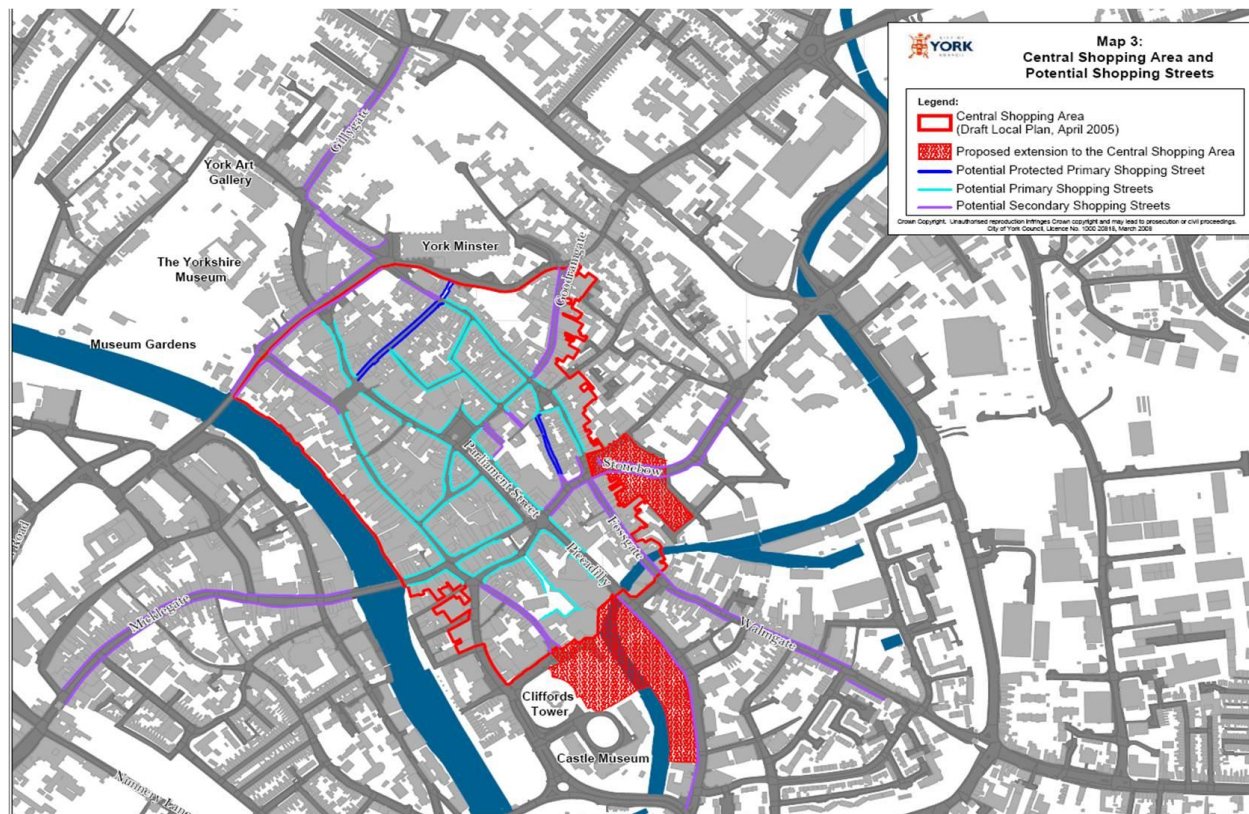 CITY OF
YORK
COUNCIL
Map 3:
Central Shopping Area and
Potential Shopping Streets
Legend:
Central Shopping Area
(Draft Local Plan, April 2005)
Proposed extension to the Central Shopping Area
Potential Protected Primary Shopping Street
Potential Primary Shopping Streets
Potential Secondary Shopping Streets
Crown Copyright. Unauthorised reproduction infringes Crown copyright and may lead to prosecution or civil proceedings.
City of York Council, Licence No. 1000 20818, March 2008
Gillygate
York Art
Gallery
York Minster
Goodramgate
The Yorkshire
Museum
Museum Gardens
Stonebow
Parliament Street
Fossgate
Piccadilly
Road
Micklegate
Walmgate
Cliffords
Tower
Castle Museum
Nunnery Lane